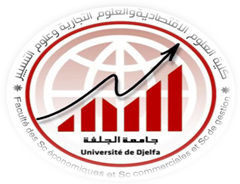 كلية العلوم الاقتصادية والعلوم التجارية وعلوم التسيير
جامعة الجلفة
Université de Djelfa
Faculté des Sc économiques et Sc commerciales et Sc de gestion